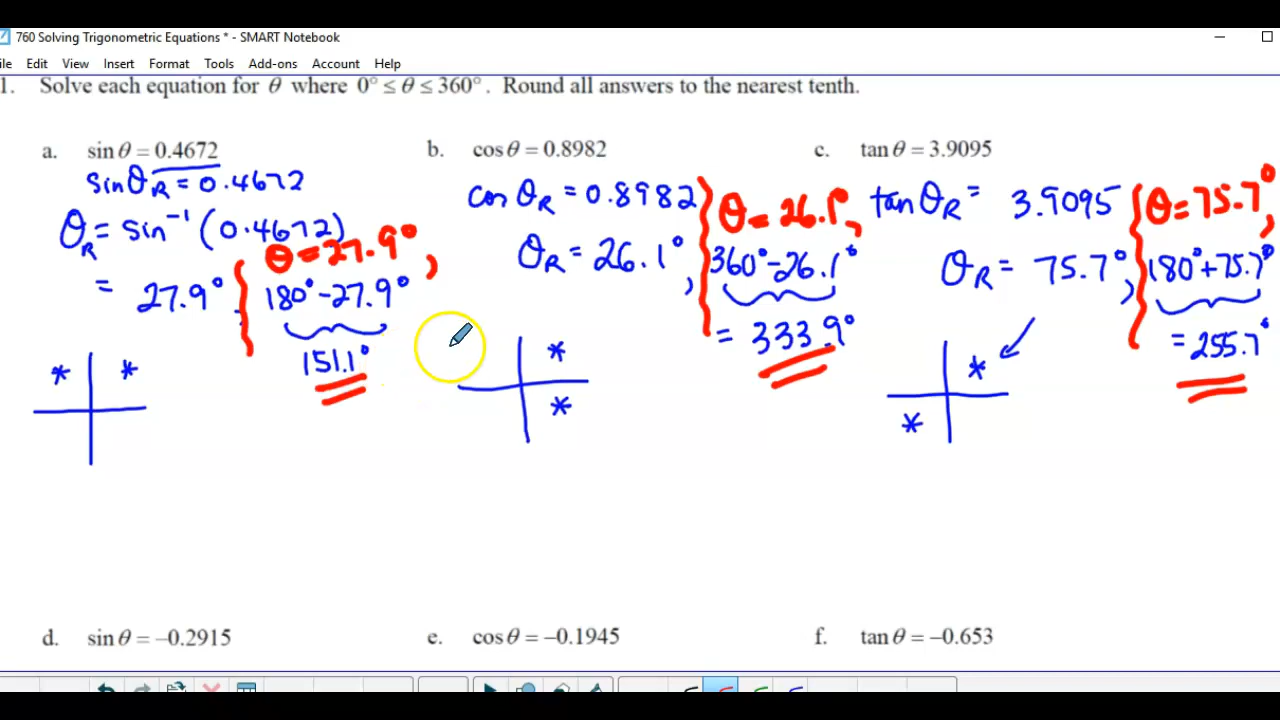 760 Solving Trigonometric Equations * - SMART Notebook
ile Edit View Insert Format Tools Add-ons Account Help
1. Solve each equation for θ where 0° ≤ θ ≤ 360°. Round all answers to the nearest tenth.
a. sin θ = 0.4672
sin θR = 0.4672
θR = sin⁻¹ (0.4672)
= 27.9°
θ = 27.9°,
180° - 27.9°
151.1°
* *
b. cos θ = 0.8982
cos θR = 0.8982
θR = 26.1°,
θ = 26.1°,
360° - 26.1°
= 333.9°
*
*
c. tan θ = 3.9095
tan θR = 3.9095
θR = 75.7°,
θ = 75.7°,
180° + 75.7°
= 255.7°
*
*
d. sin θ = –0.2915
e. cos θ = –0.1945
f. tan θ = –0.653